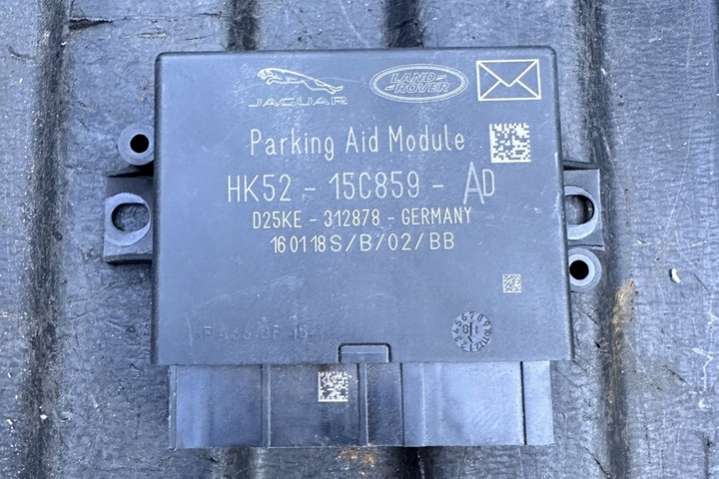 JAGUAR
LAND
ROVER
Parking Aid Module
HK52 - 15C859 - AD
D25KE - 312878 - GERMANY
160118S/B/02/BB